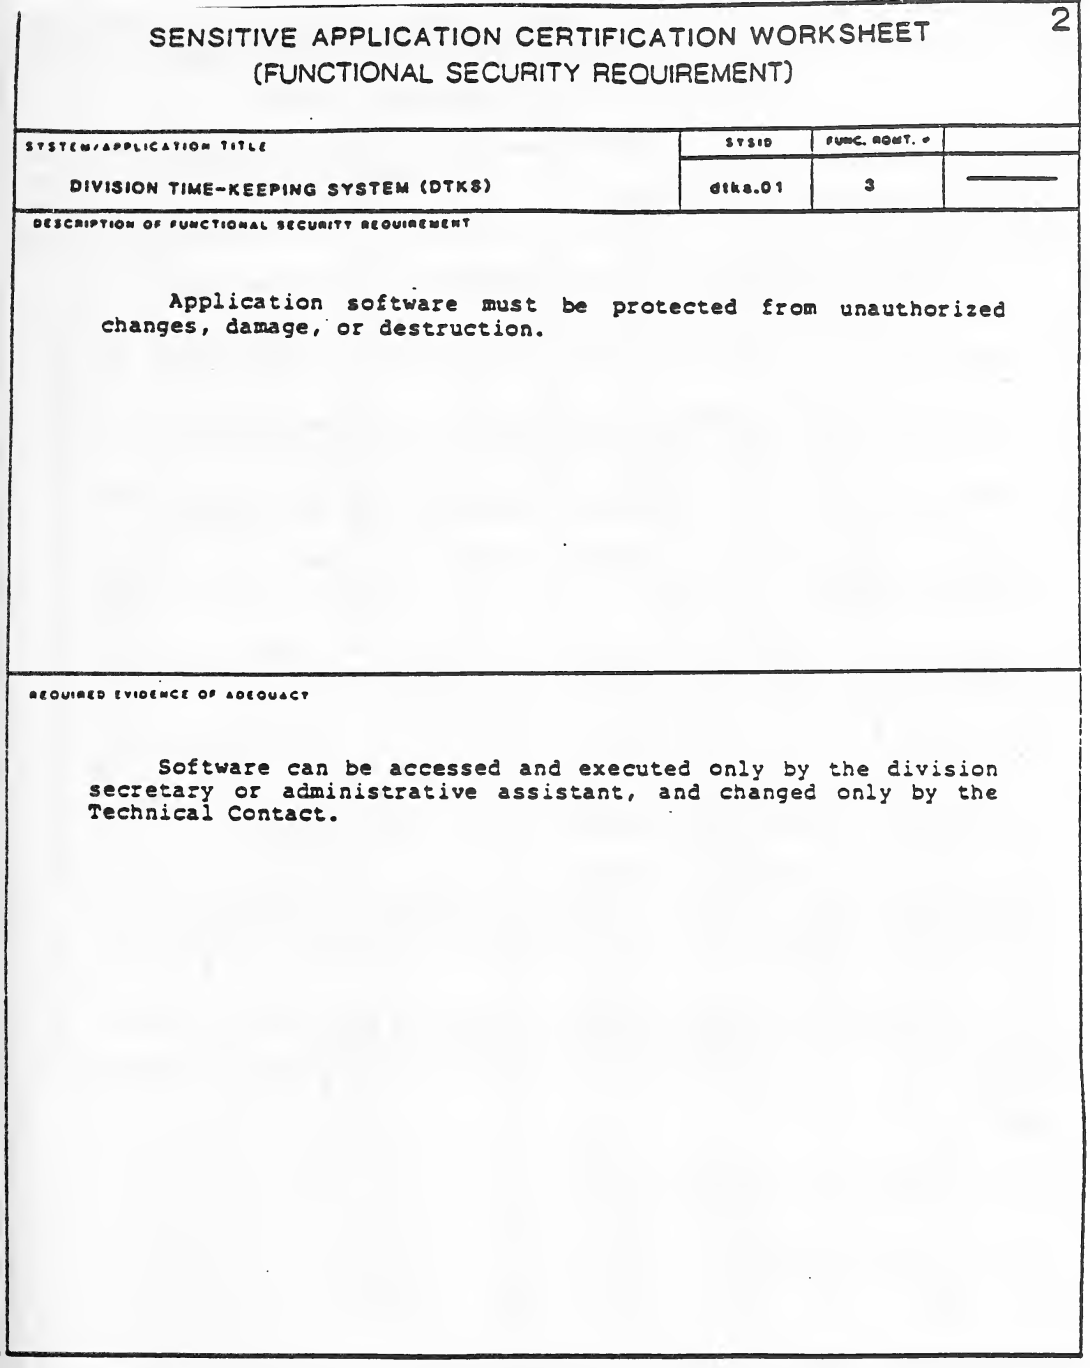 2
SENSITIVE APPLICATION CERTIFICATION WORKSHEET
(FUNCTIONAL SECURITY REQUIREMENT)
SYSTEM/APPLICATION TITLE
SYSID
FUNC. RQMT. #
DIVISION TIME-KEEPING SYSTEM (DTKS)
dtks.01
3
DESCRIPTION OF FUNCTIONAL SECURITY REQUIREMENT
Application software must be protected from unauthorized
changes, damage, or destruction.
REQUIRED EVIDENCE OF ADEQUACY
Software can be accessed and executed only by the division
secretary or administrative assistant, and changed only by the
Technical Contact.